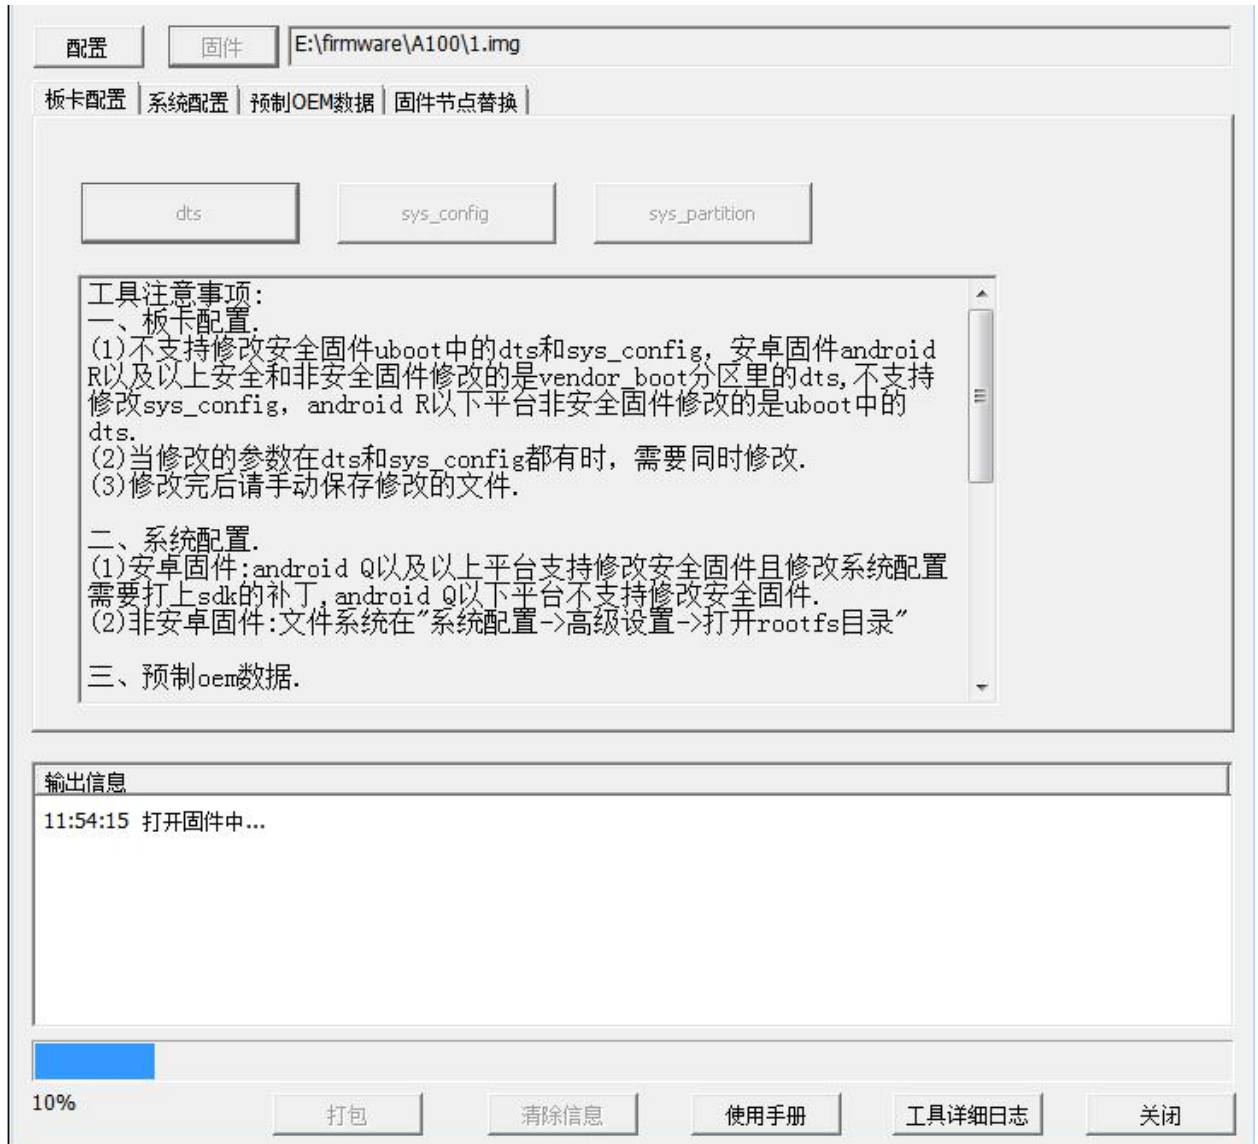 配置
固件
E:\firmware\A100\1.img
板卡配置
系统配置
预制OEM数据
固件节点替换
dts
sys_config
sys_partition
工具注意事项:
一、板卡配置.
(1)不支持修改安全固件uboot中的dts和sys_config，安卓固件android
R以及以上安全和非安全固件修改的是vendor_boot分区里的dts,不支持
修改sys_config，android R以下平台非安全固件修改的是uboot中的
dts.
(2)当修改的参数在dts和sys_config都有时，需要同时修改.
(3)修改完后请手动保存修改的文件.
二、系统配置.
(1)安卓固件:android Q以及以上平台支持修改安全固件且修改系统配置
需要打上sdk的补丁,android Q以下平台不支持修改安全固件.
(2)非安卓固件:文件系统在"系统配置->高级设置->打开rootfs目录"
三、预制oem数据.
输出信息
11:54:15 打开固件中...
10%
打包
清除信息
使用手册
工具详细日志
关闭